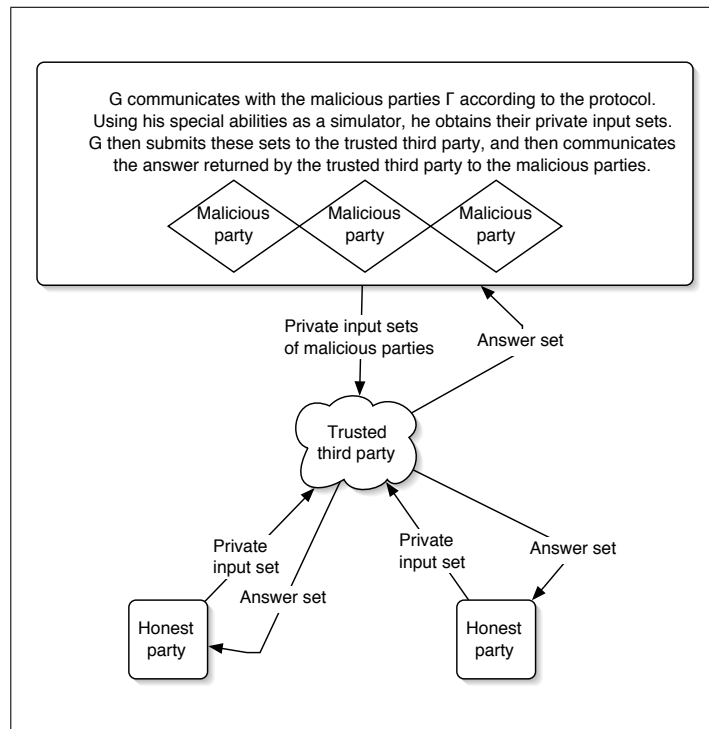 G communicates with the malicious parties Γ according to the protocol.
Using his special abilities as a simulator, he obtains their private input sets.
G then submits these sets to the trusted third party, and then communicates
the answer returned by the trusted third party to the malicious parties.
Malicious
party
Malicious
party
Malicious
party
Private input sets
of malicious parties
Answer set
Trusted
third party
Private
input set
Answer set
Private
input set
Answer set
Honest
party
Honest
party